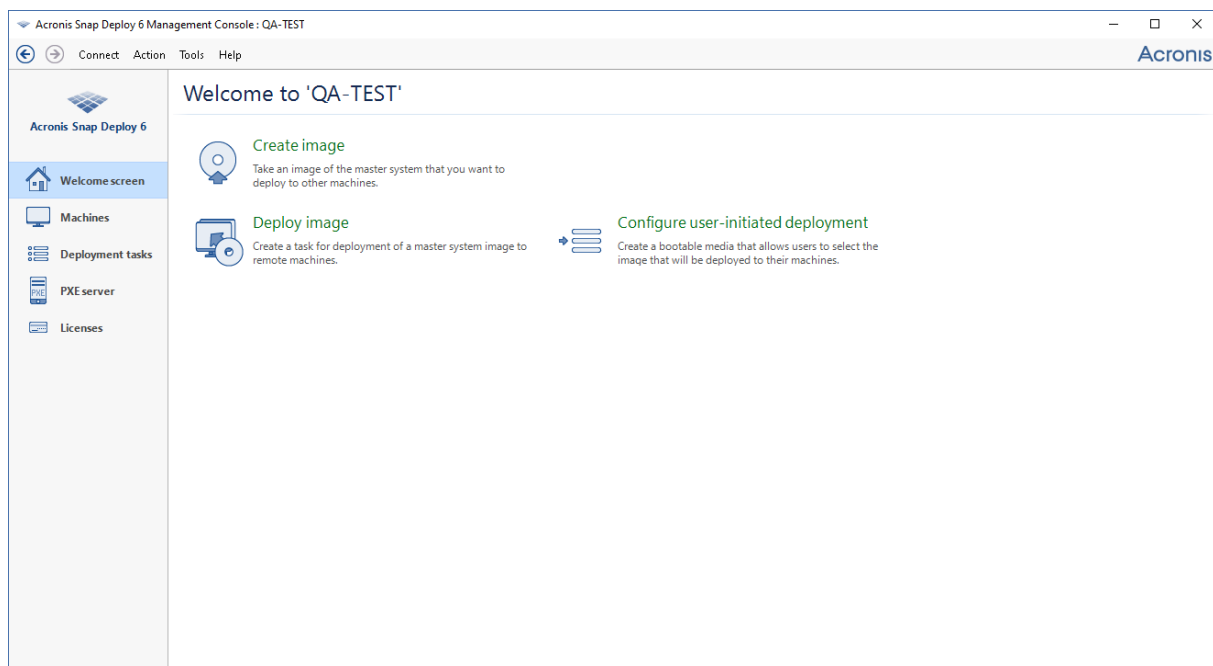 Acronis Snap Deploy 6 Management Console : QA-TEST
Connect Action Tools Help
Acronis
Acronis Snap Deploy 6
Welcome screen
Machines
Deployment tasks
PXE
PXE server
Licenses
Welcome to 'QA-TEST'
Create image
Take an image of the master system that you want to
deploy to other machines.
Deploy image
Create a task for deployment of a master system image to
remote machines.
Configure user-initiated deployment
Create a bootable media that allows users to select the
image that will be deployed to their machines.